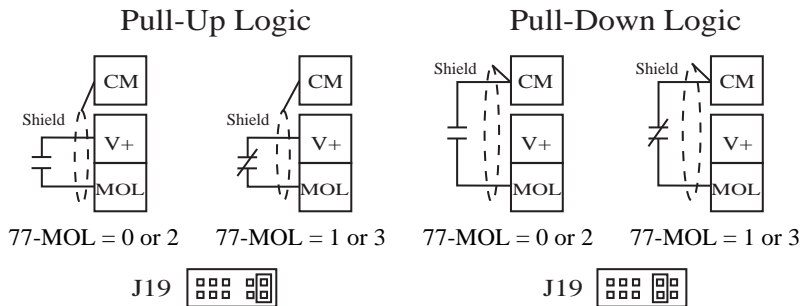 Pull-Up Logic
Pull-Down Logic
CM
Shield
V+
MOL
77-MOL = 0 or 2
CM
Shield
V+
MOL
77-MOL = 1 or 3
J19
CM
Shield
V+
MOL
77-MOL = 0 or 2
CM
Shield
V+
MOL
77-MOL = 1 or 3
J19